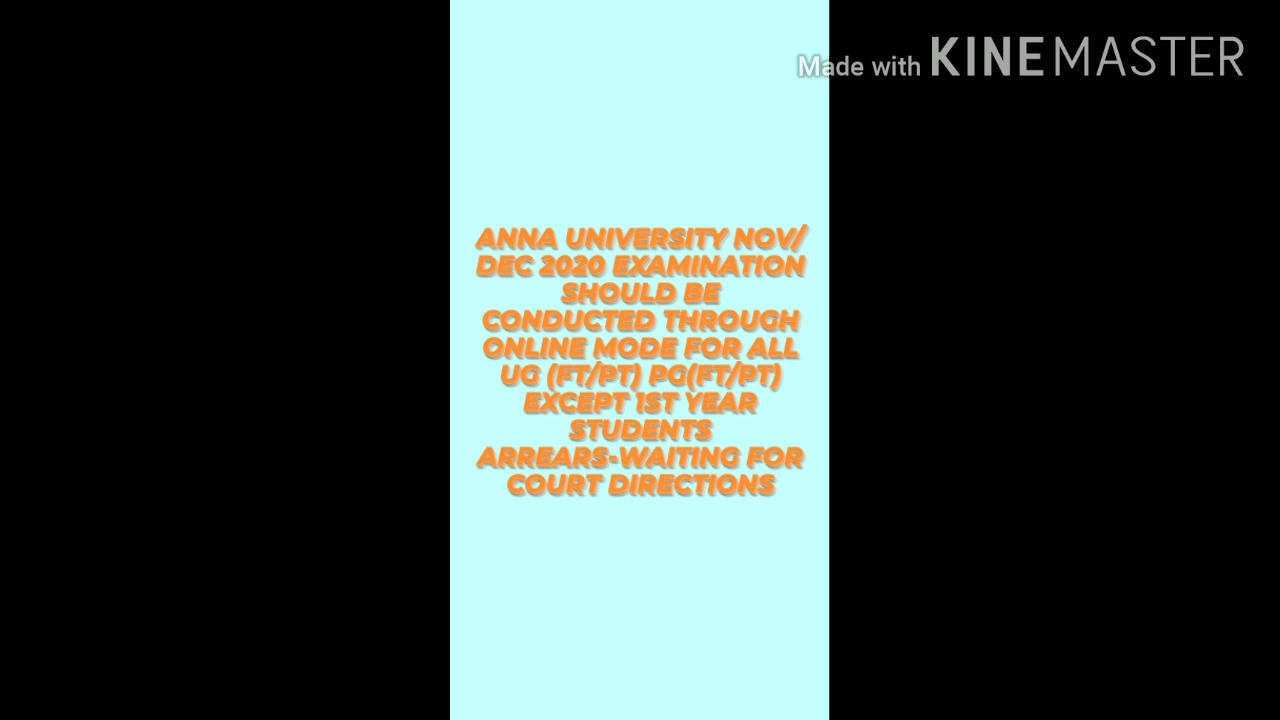 Made with KINEMASTER
ANNA UNIVERSITY NOV/
DEC 2020 EXAMINATION
SHOULD BE
CONDUCTED THROUGH
ONLINE MODE FOR ALL
UG (FT/PT) PG(FT/PT)
EXCEPT 1ST YEAR
STUDENTS
ARREARS-WAITING FOR
COURT DIRECTIONS